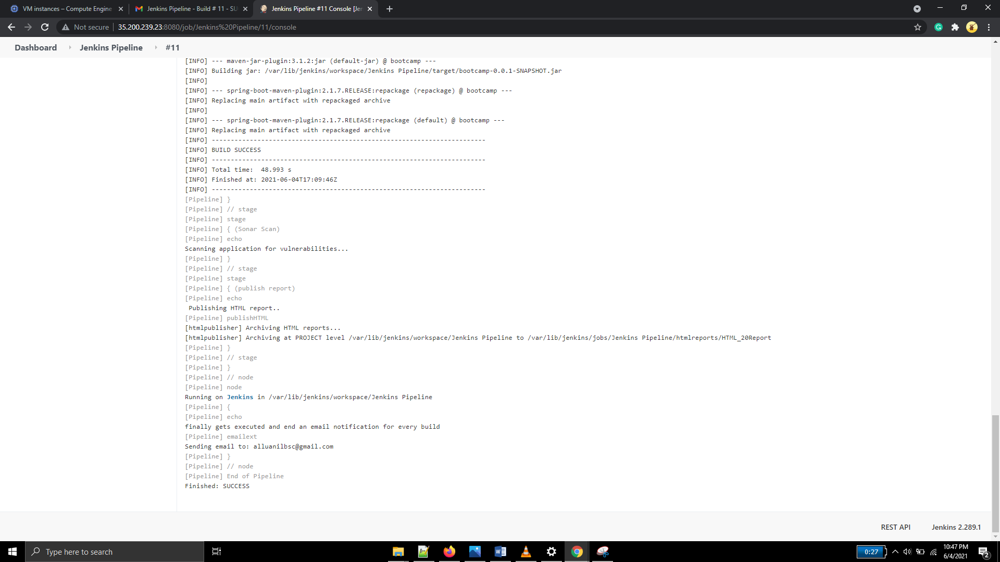 VM instances – Compute Engine
Jenkins Pipeline - Build # 11 - SU
Jenkins Pipeline #11 Console [Jen
Not secure
35.200.239.23:8080/job/Jenkins%20Pipeline/11/console
Dashboard
Jenkins Pipeline
#11
[INFO] --- maven-jar-plugin:3.1.2:jar (default-jar) @ bootcamp ---
[INFO] Building jar: /var/lib/jenkins/workspace/Jenkins Pipeline/target/bootcamp-0.0.1-SNAPSHOT.jar
[INFO]
[INFO] --- spring-boot-maven-plugin:2.1.7.RELEASE:repackage (repackage) @ bootcamp ---
[INFO] Replacing main artifact with repackaged archive
[INFO]
[INFO] --- spring-boot-maven-plugin:2.1.7.RELEASE:repackage (default) @ bootcamp ---
[INFO] Replacing main artifact with repackaged archive
[INFO] ------------------------------------------------------------------------
[INFO] BUILD SUCCESS
[INFO] ------------------------------------------------------------------------
[INFO] Total time:  48.993 s
[INFO] Finished at: 2021-06-04T17:09:46Z
[INFO] ------------------------------------------------------------------------
[Pipeline] }
[Pipeline] // stage
[Pipeline] stage
[Pipeline] { (Sonar Scan)
[Pipeline] echo
Scanning application for vulnerabilities...
[Pipeline] }
[Pipeline] // stage
[Pipeline] stage
[Pipeline] { (publish report)
[Pipeline] echo
Publishing HTML report..
[Pipeline] publishHTML
[htmlpublisher] Archiving HTML reports...
[htmlpublisher] Archiving at PROJECT level /var/lib/jenkins/workspace/Jenkins Pipeline to /var/lib/jenkins/jobs/Jenkins Pipeline/htmlreports/HTML_20Report
[Pipeline] }
[Pipeline] // stage
[Pipeline] }
[Pipeline] // node
[Pipeline] node
Running on Jenkins in /var/lib/jenkins/workspace/Jenkins Pipeline
[Pipeline] {
[Pipeline] echo
finally gets executed and end an email notification for every build
[Pipeline] emailext
Sending email to: alluanilbsc@gmail.com
[Pipeline] }
[Pipeline] // node
[Pipeline] End of Pipeline
Finished: SUCCESS
REST API
Jenkins 2.289.1
Type here to search
0:27
10:47 PM
6/4/2021
2